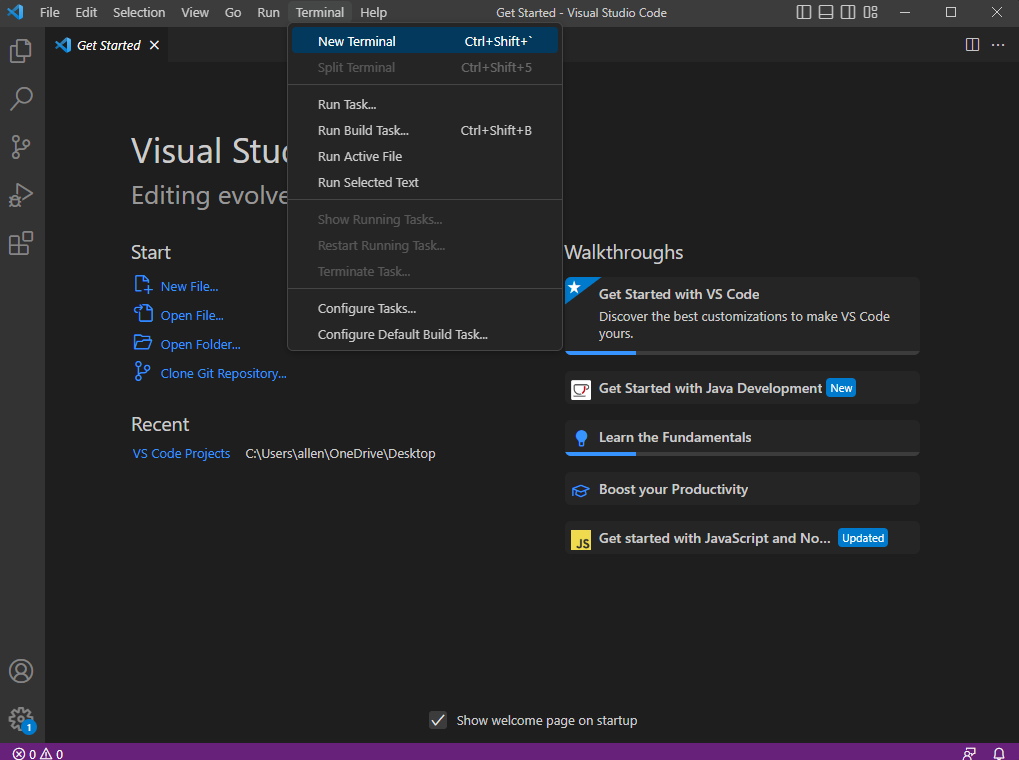 File Edit Selection View Go Run Terminal Help Get Started - Visual Studio Code
Get Started
New Terminal Ctrl+Shift+`
Split Terminal Ctrl+Shift+5
Run Task...
Run Build Task... Ctrl+Shift+B
Run Active File
Run Selected Text
Show Running Tasks...
Restart Running Task...
Terminate Task...
Configure Tasks...
Configure Default Build Task...
Visual Stud
Editing evolve
Start
New File...
Open File...
Open Folder...
Clone Git Repository...
Recent
VS Code Projects C:\Users\allen\OneDrive\Desktop
Walkthroughs
Get Started with VS Code
Discover the best customizations to make VS Code
yours.
Get Started with Java Development New
Learn the Fundamentals
Boost your Productivity
JS Get started with JavaScript and No... Updated
Show welcome page on startup
1
0 0